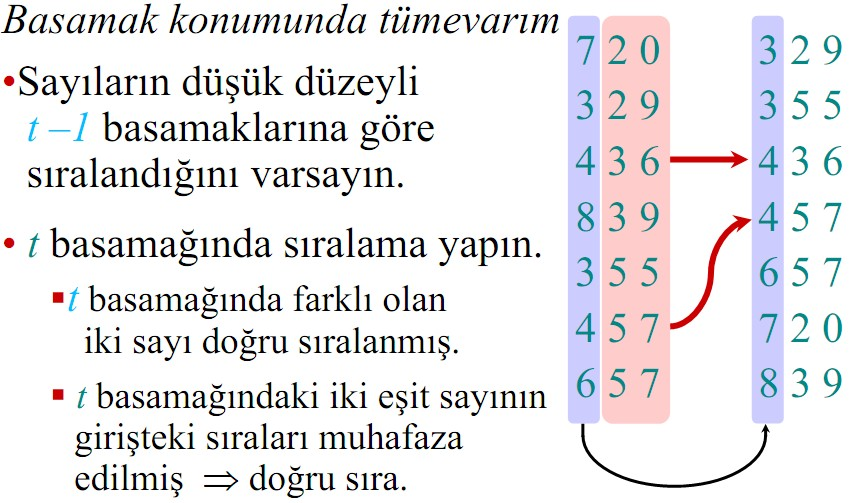 Basamak konumunda tümevarım
•Sayıların düşük düzeyli
t –1 basamaklarına göre
sıralandığını varsayın.
• t basamağında sıralama yapın.
▪t basamağında farklı olan
iki sayı doğru sıralanmış.
▪ t basamağındaki iki eşit sayının
girişteki sıraları muhafaza
edilmiş ⇒ doğru sıra.
7 2 0
3 2 9
4 3 6
8 3 9
3 5 5
4 5 7
6 5 7
3 2 9
3 5 5
4 3 6
4 5 7
6 5 7
7 2 0
8 3 9